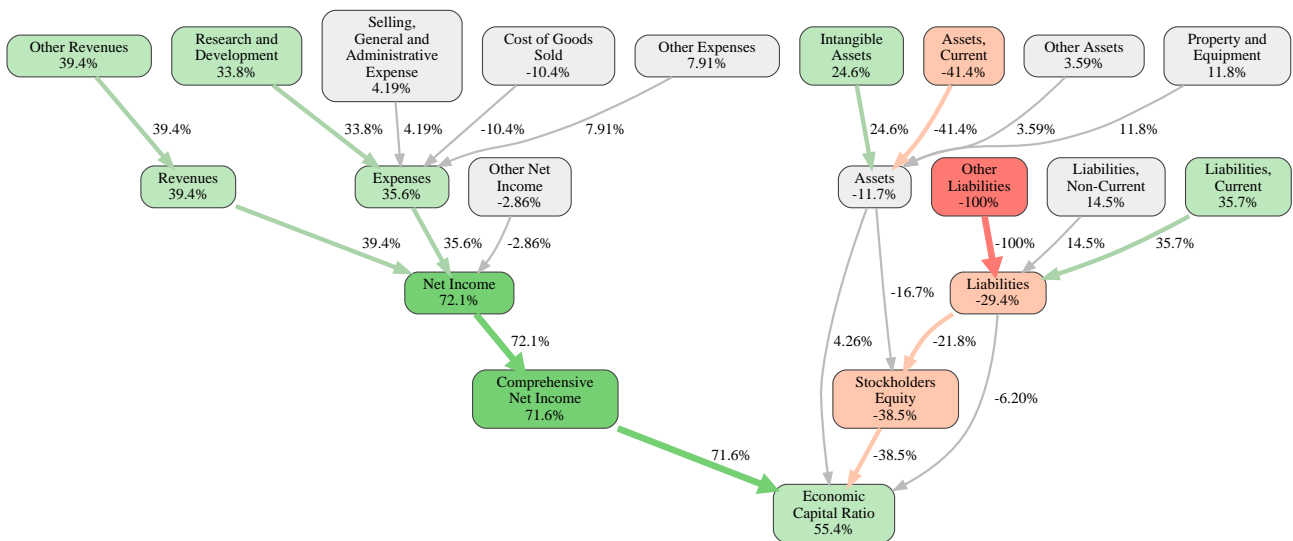 Other Revenues
39.4%
Research and
Development
33.8%
Selling,
General and
Administrative
Expense
4.19%
Cost of Goods
Sold
-10.4%
Other Expenses
7.91%
Intangible
Assets
24.6%
Assets,
Current
-41.4%
Other Assets
3.59%
Property and
Equipment
11.8%
39.4%
33.8%
4.19%
-10.4%
7.91%
24.6%
-41.4%
3.59%
11.8%
Revenues
39.4%
Expenses
35.6%
Other Net
Income
-2.86%
Assets
-11.7%
Other
Liabilities
-100%
Liabilities,
Non-Current
14.5%
Liabilities,
Current
35.7%
39.4%
35.6%
-2.86%
-100%
14.5%
35.7%
Net Income
72.1%
Liabilities
-29.4%
-16.7%
72.1%
4.26%
-21.8%
Comprehensive
Net Income
71.6%
Stockholders
Equity
-38.5%
-6.20%
71.6%
-38.5%
Economic
Capital Ratio
55.4%